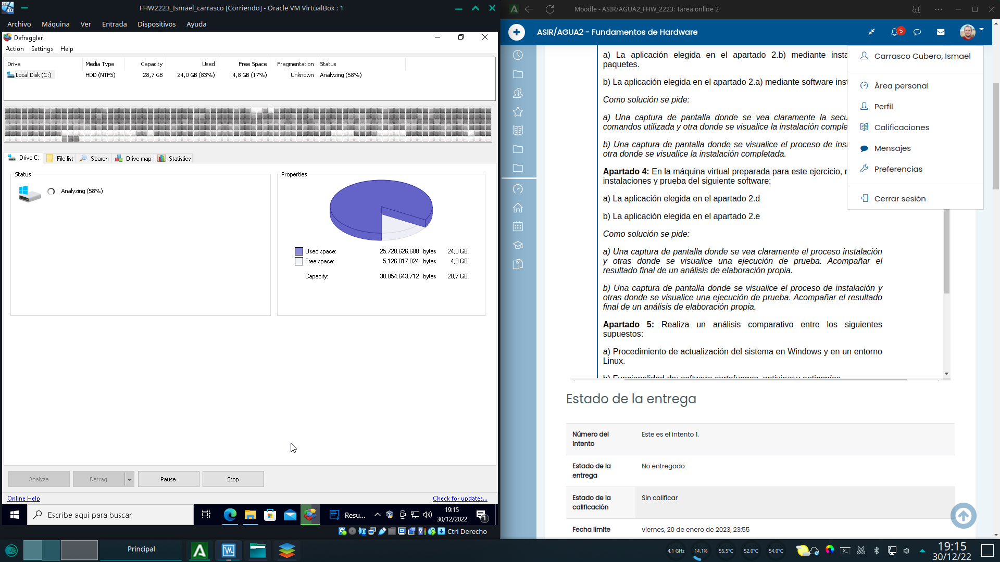 FHW2223_Ismael_carrasco [Corriendo] - Oracle VM VirtualBox : 1
Archivo Máquina Ver Entrada Dispositivos Ayuda
Defraggler
Action Settings Help
Drive Media Type Capacity Used Free Space Fragmentation Status
Local Disk (C:) HDD (NTFS) 28,7 GB 24,0 GB (83%) 4,8 GB (17%) Unknown Analyzing (58%)
Drive C: File list Search Drive map Statistics
Status
Analyzing (58%)
Properties
Used space: 25.728.626.688 bytes 24,0 GB
Free space: 5.126.017.024 bytes 4,8 GB
Capacity: 30.854.643.712 bytes 28,7 GB
Analyze Defrag Pause Stop
Online Help Check for updates...
Escribe aquí para buscar
Resu...
19:15
30/12/2022
1
Ctrl Derecho
Moodle - ASIR/AGUA2_FHW_2223: Tarea online 2
ASIR/AGUA2 - Fundamentos de Hardware
5
a) La aplicación elegida en el apartado 2.b) mediante insta
paquetes.
b) La aplicación elegida en el apartado 2.a) mediante software inst
Como solución se pide:
a) Una captura de pantalla donde se vea claramente la secu
comandos utilizada y otra donde se visualice la instalación comple
b) Una captura de pantalla donde se visualice el proceso de inst
otra donde se visualice la instalación completada.
Apartado 4: En la máquina virtual preparada para este ejercicio, r
instalaciones y prueba del siguiente software:
a) La aplicación elegida en el apartado 2.d
b) La aplicación elegida en el apartado 2.e
Como solución se pide:
a) Una captura de pantalla donde se vea claramente el proceso instalación
y otras donde se visualice una ejecución de prueba. Acompañar el
resultado final de un análisis de elaboración propia.
b) Una captura de pantalla donde se visualice el proceso de instalación y
otras donde se visualice una ejecución de prueba. Acompañar el resultado
final de un análisis de elaboración propia.
Apartado 5: Realiza un análisis comparativo entre los siguientes
supuestos:
a) Procedimiento de actualización del sistema en Windows y en un entorno
Linux.
b) Funcionalidad de: software cortafuegos, antivirus y antiespías
Carrasco Cubero, Ismael
Área personal
Perfil
Calificaciones
Mensajes
Preferencias
Cerrar sesión
Estado de la entrega
Número del
intento
Este es el intento 1.
Estado de la
entrega
No entregado
Estado de la
calificación
Sin calificar
Fecha límite viernes, 20 de enero de 2023, 23:55
Principal
4,1 GHz 14,1% 55,5°C 52,0°C 54,0°C
19:15
30/12/22